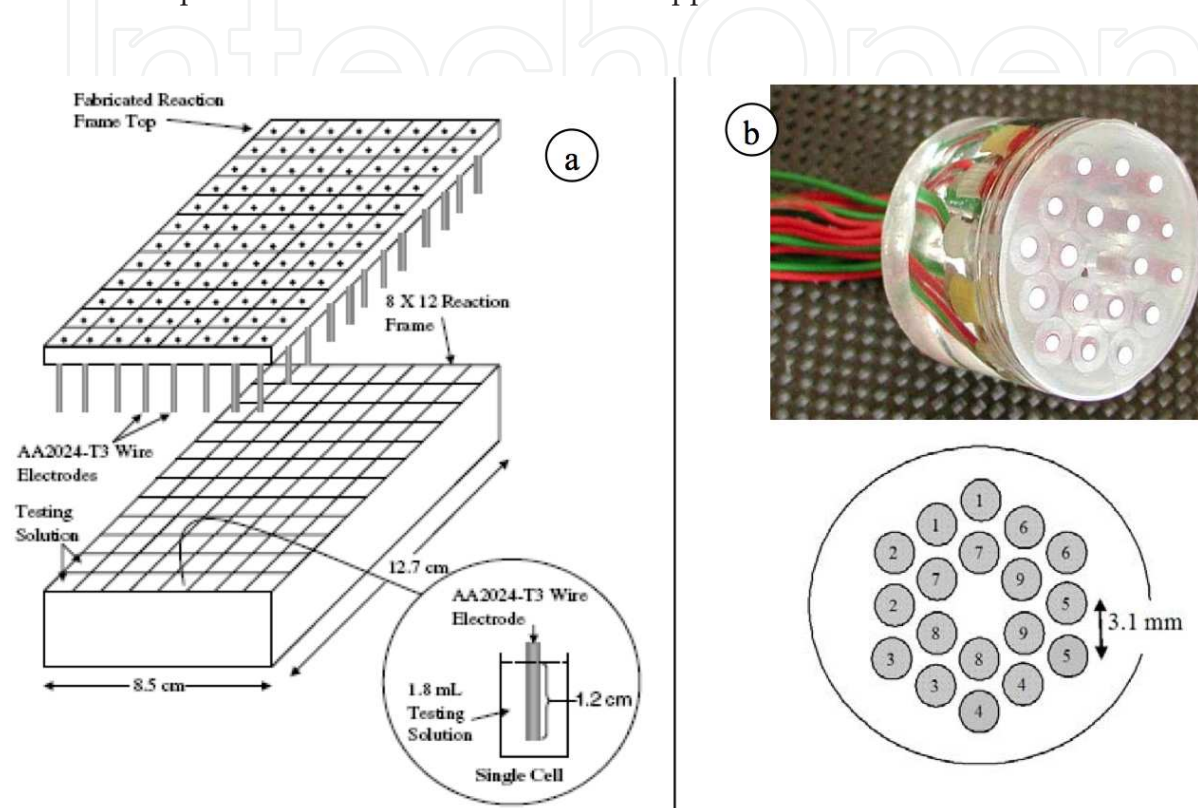 IntechOpen
Fabricated Reaction
Frame Top
a
8 X 12 Reaction
Frame
AA2024-T3 Wire
Electrodes
Testing
Solution
12.7 cm
8.5 cm
AA2024-T3 Wire
Electrode
1.8 mL
Testing
Solution
1.2 cm
Single Cell
b
1
1
6
2
7
6
7
9
2
5
3.1 mm
8
9
3
8
5
3
4
4